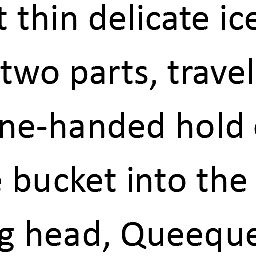 t thin delicate ice
two parts, travel
ne-handed hold
bucket into the
g head, Queeque